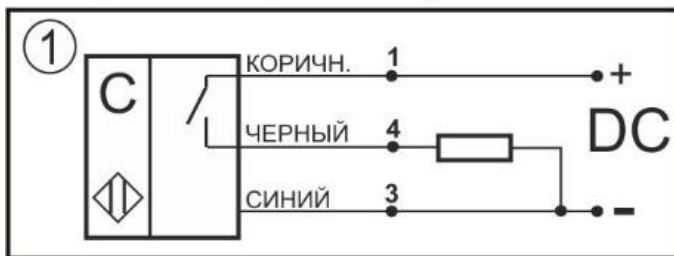 1
C
КОРИЧН. 1 +
ЧЕРНЫЙ 4
DC
СИНИЙ 3 -